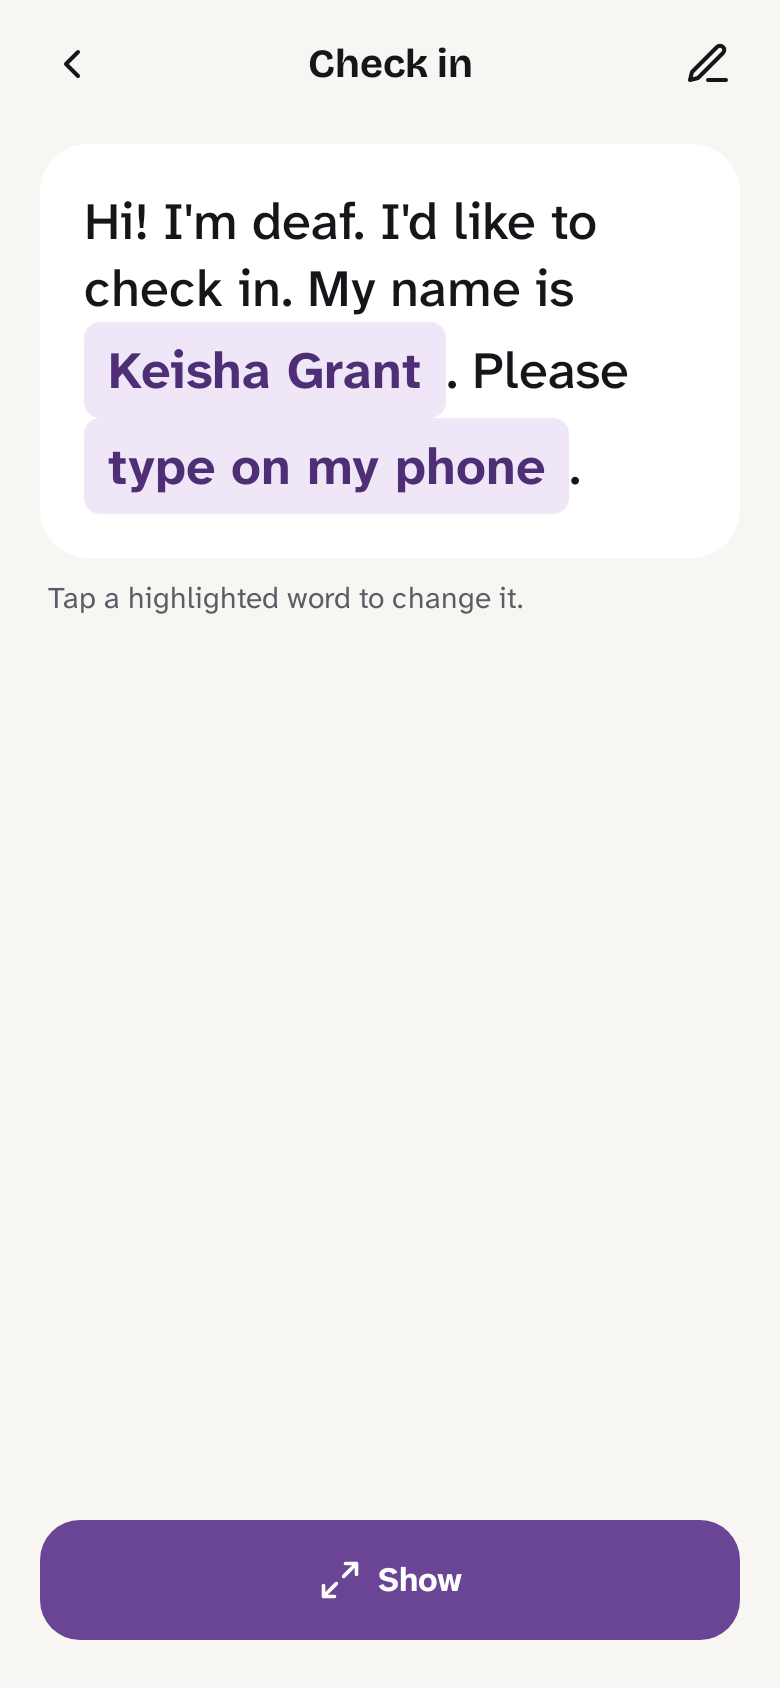 Check in
Hi! I'm deaf. I'd like to
check in. My name is
Keisha Grant . Please
type on my phone .
Tap a highlighted word to change it.
Show